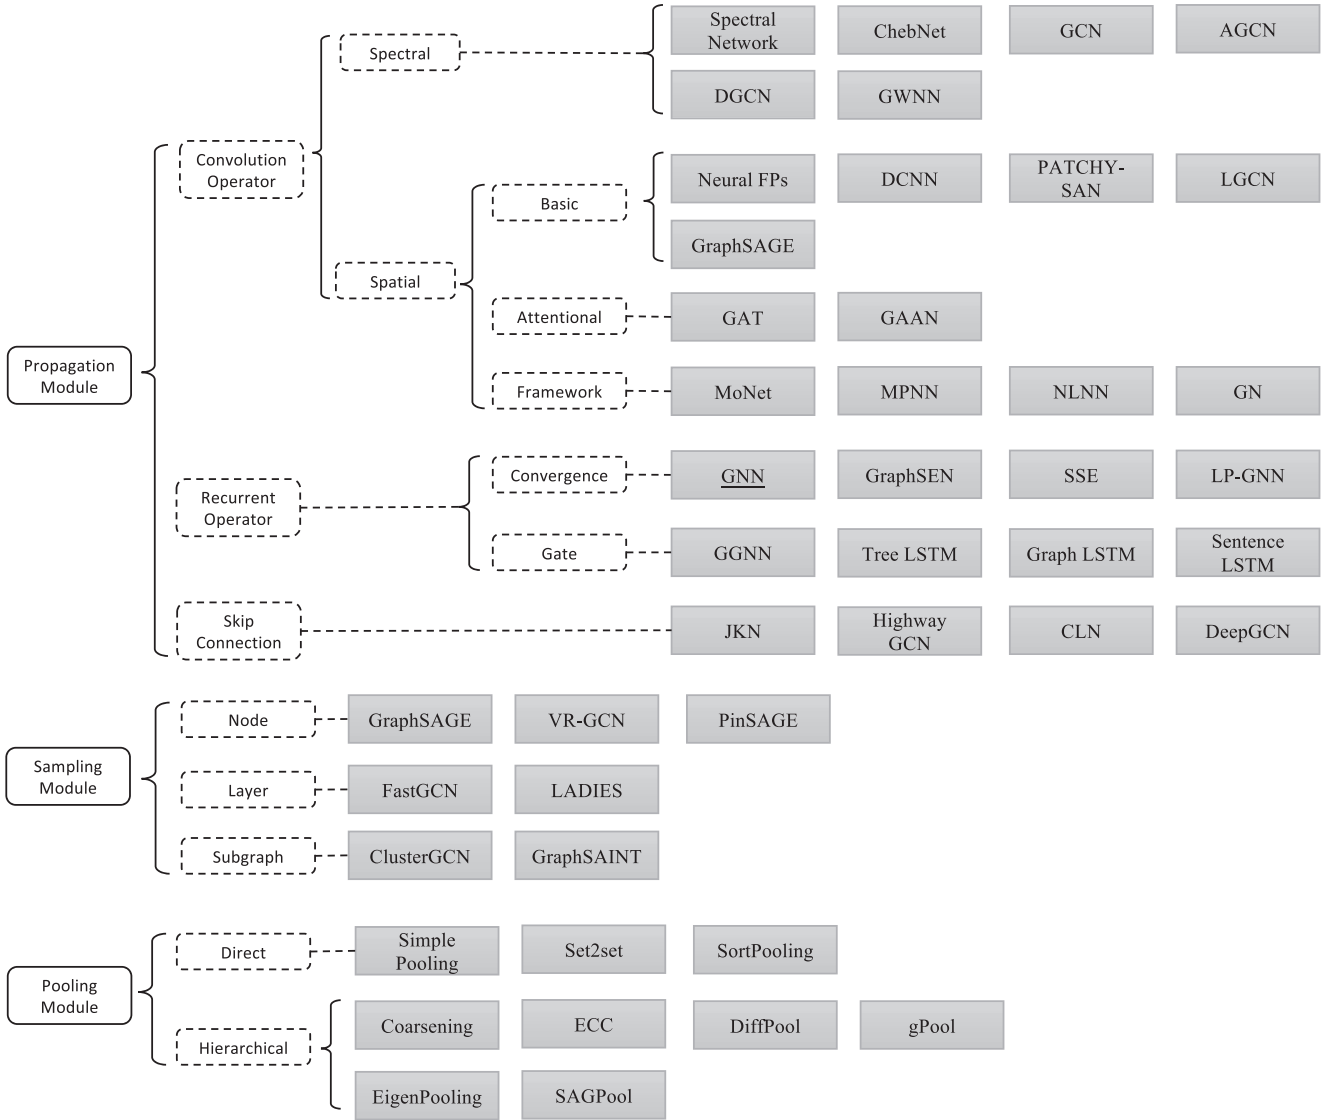 Spectral
Network
ChebNet
GCN
AGCN
Spectral
DGCN
GWNN
Convolution
Operator
Neural FPs
DCNN
PATCHY-
SAN
LGCN
Basic
GraphSAGE
Spatial
Attentional
GAT
GAAN
Propagation
Module
Framework
MoNet
MPNN
NLNN
GN
Recurrent
Operator
Convergence
GNN
GraphSEN
SSE
LP-GNN
Gate
GGNN
Tree LSTM
Graph LSTM
Sentence
LSTM
Skip
Connection
JKN
Highway
GCN
CLN
DeepGCN
Sampling
Module
Node
GraphSAGE
VR-GCN
PinSAGE
Layer
FastGCN
LADIES
Subgraph
ClusterGCN
GraphSAINT
Pooling
Module
Direct
Simple
Pooling
Set2set
SortPooling
Hierarchical
Coarsening
ECC
DiffPool
gPool
EigenPooling
SAGPool